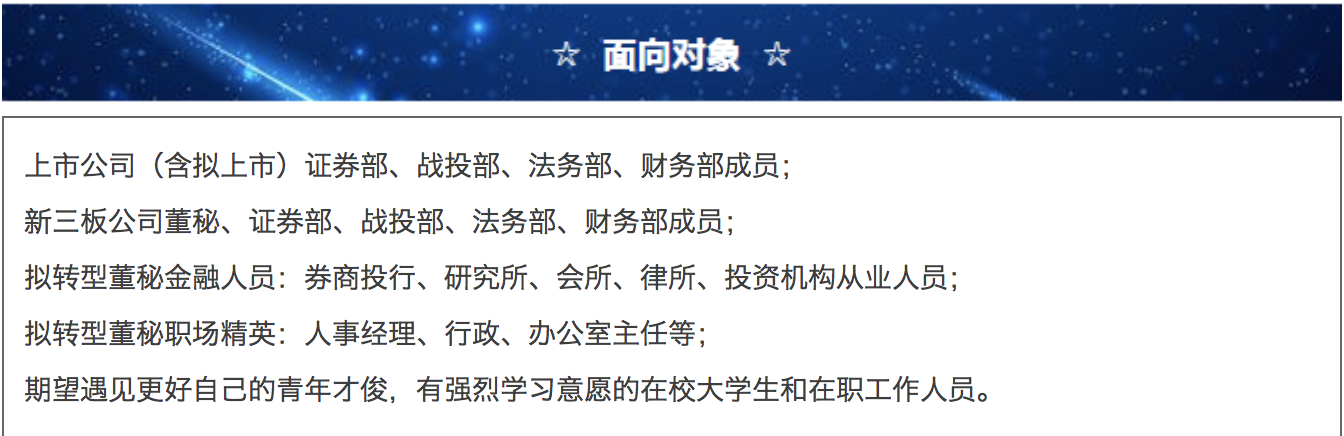 ☆ 面向对象 ☆
上市公司（含拟上市）证券部、战投部、法务部、财务部成员；
新三板公司董秘、证券部、战投部、法务部、财务部成员；
拟转型董秘金融人员：券商投行、研究所、会所、律所、投资机构从业人员；
拟转型董秘职场精英：人事经理、行政、办公室主任等；
期望遇见更好自己的青年才俊，有强烈学习意愿的在校大学生和在职工作人员。